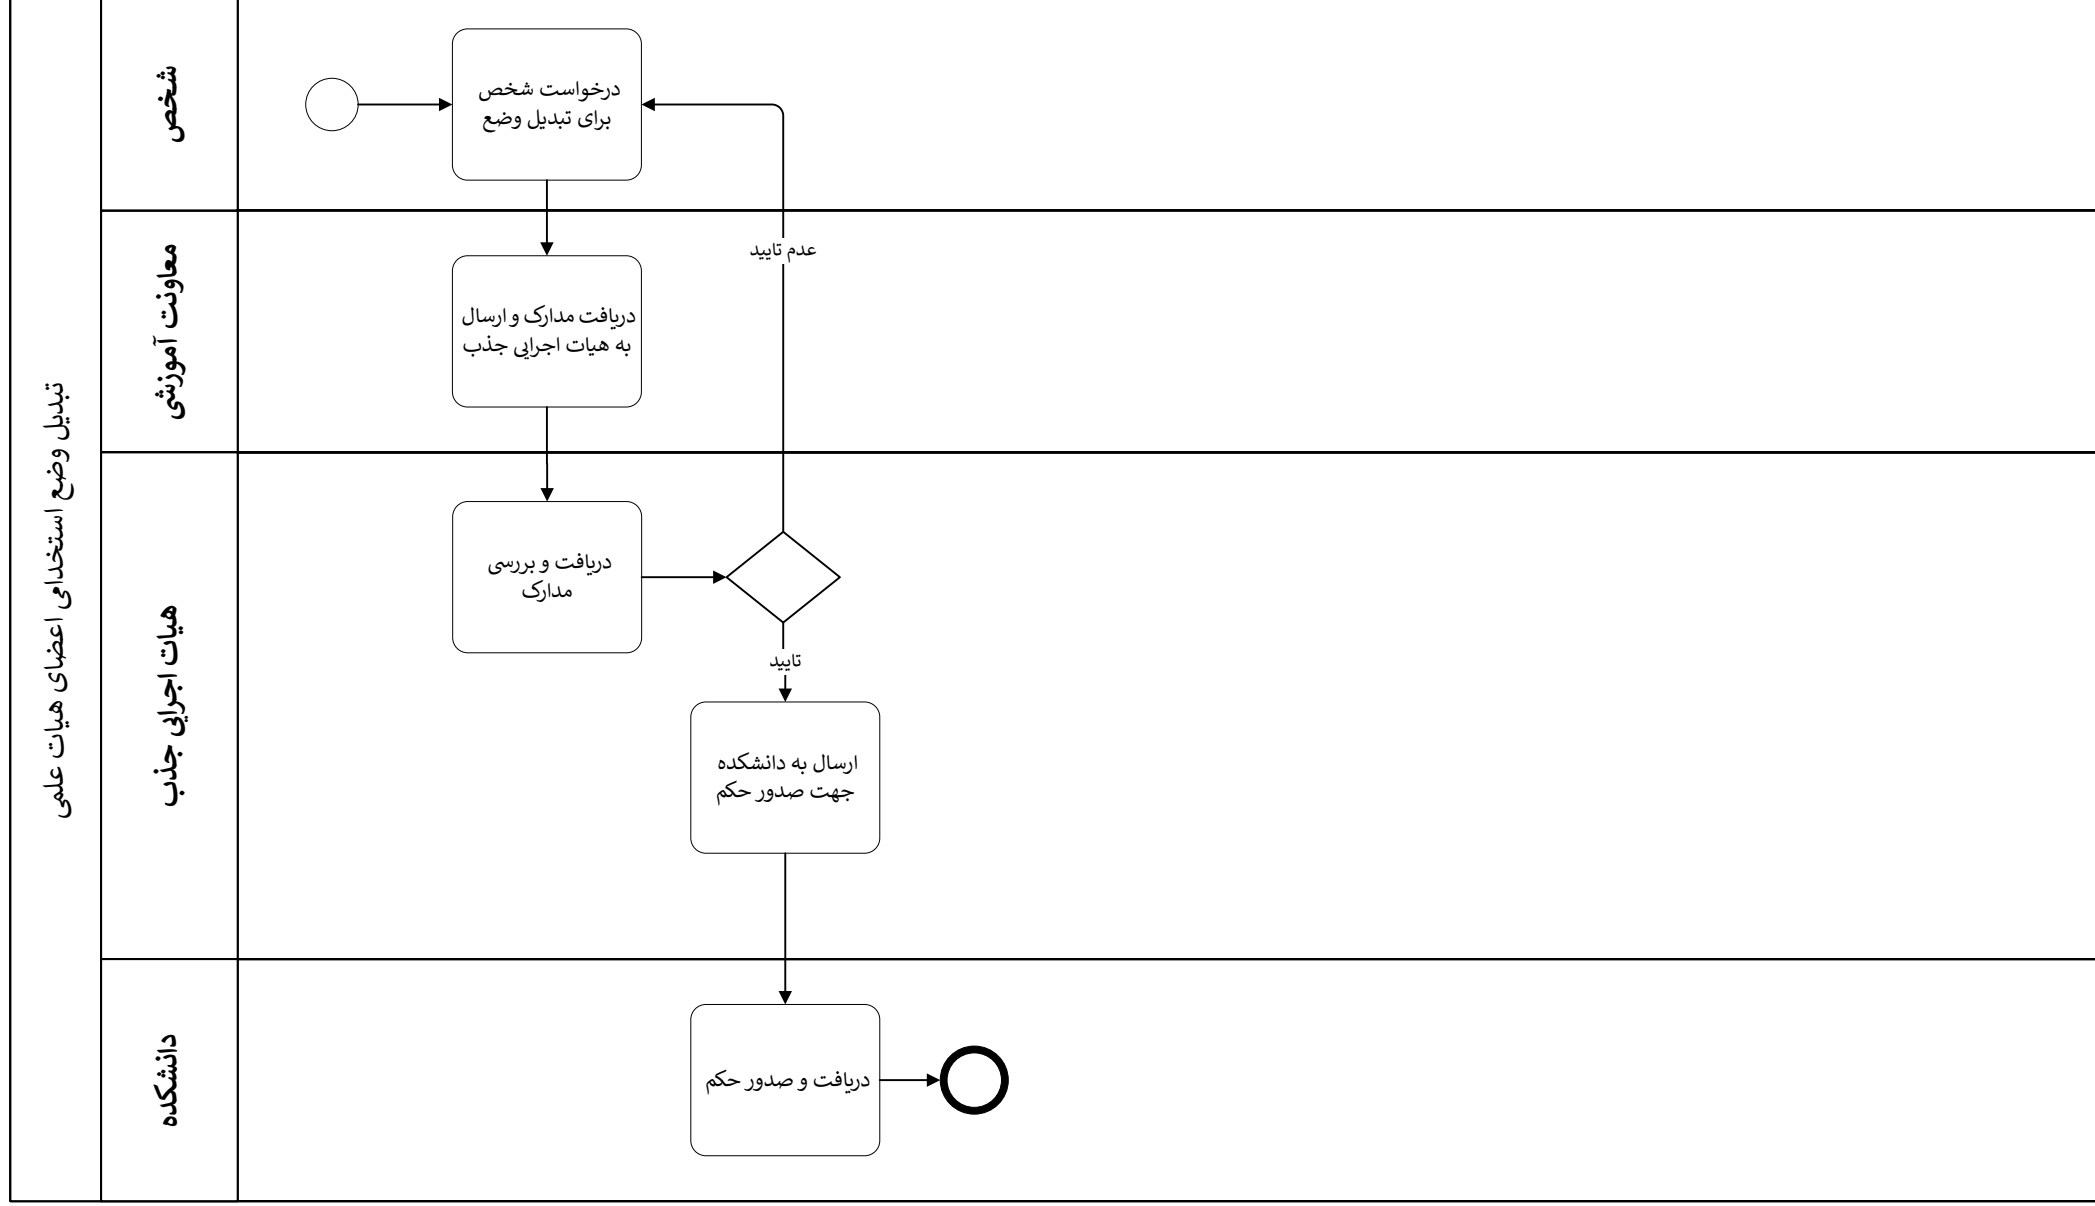 تبدیل وضع استخدامی اعضای هیات علمی
شخص
درخواست شخص
برای تبدیل وضع
معاونت آموزشی
عدم تایید
دریافت مدارک و ارسال
به هیات اجرایی جذب
هیات اجرایی جذب
دریافت و بررسی
مدارک
تایید
ارسال به دانشکده
جهت صدور حکم
دانشکده
دریافت و صدور حکم